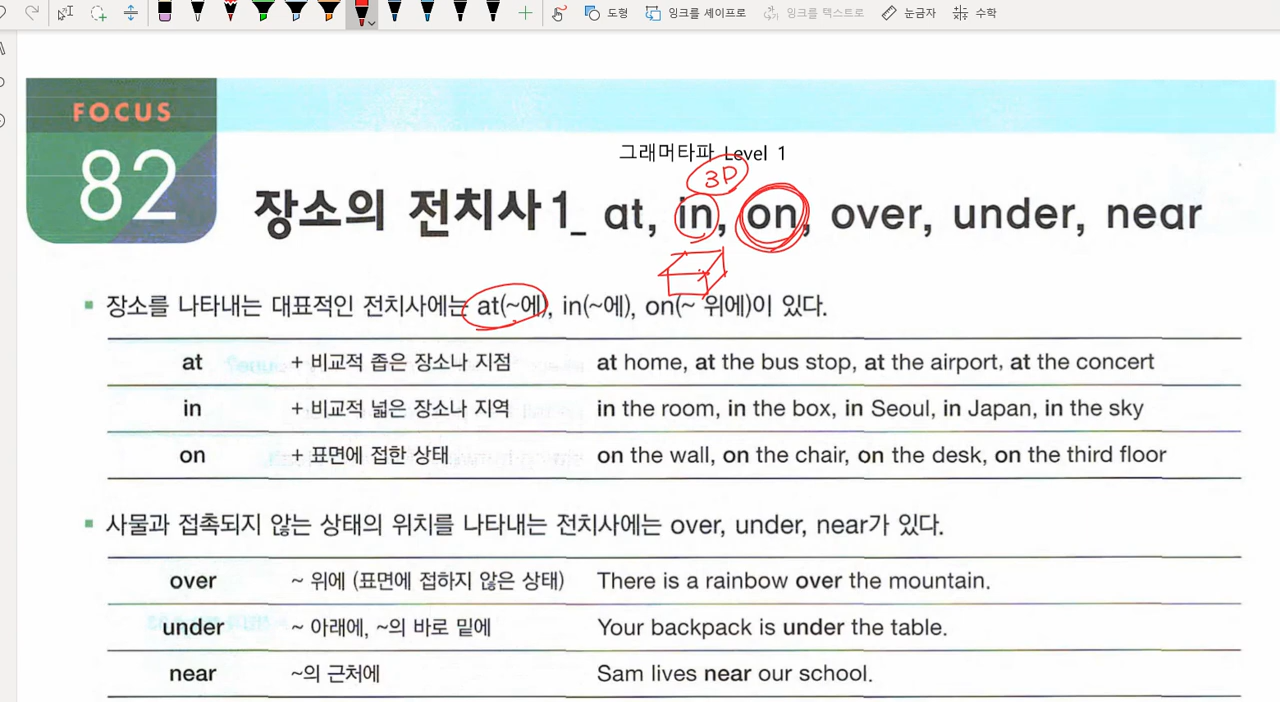 도형 잉크를 셰이프로 잉크를 텍스트로 눈금자 수학
FOCUS
82
그래머타파 Level 1
3D
장소의 전치사1_ at, in, on, over, under, near
장소를 나타내는 대표적인 전치사에는 at(~에), in(~에), on(~ 위에)이 있다.
at + 비교적 좁은 장소나 지점 at home, at the bus stop, at the airport, at the concert
in + 비교적 넓은 장소나 지역 in the room, in the box, in Seoul, in Japan, in the sky
on + 표면에 접한 상태 on the wall, on the chair, on the desk, on the third floor
사물과 접촉되지 않는 상태의 위치를 나타내는 전치사에는 over, under, near가 있다.
over ~ 위에 (표면에 접하지 않은 상태) There is a rainbow over the mountain.
under ~ 아래에, ~의 바로 밑에 Your backpack is under the table.
near ~의 근처에 Sam lives near our school.